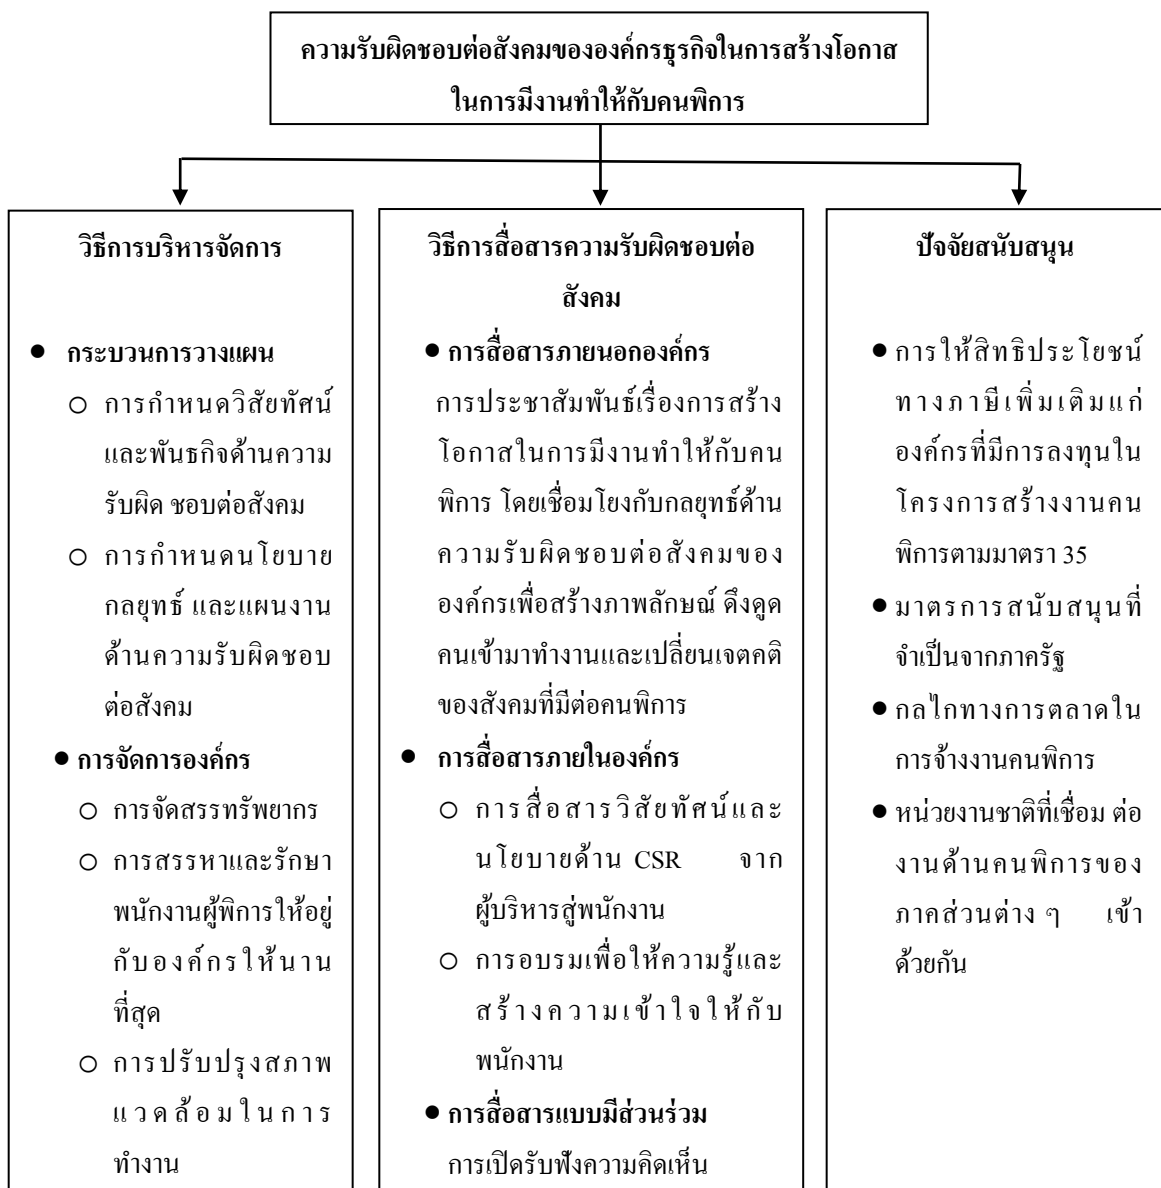 ความรับผิดชอบต่อสังคมขององค์กรธุรกิจในการสร้างโอกาส
ในการมีงานทำให้กับคนพิการ
วิธีการบริหารจัดการ
● กระบวนการวางแผน
○ การกำหนดวิสัยทัศน์
และพันธกิจด้านความ
รับผิด ชอบต่อสังคม
○ การกำหนดนโยบาย
กลยุทธ์ และแผนงาน
ด้านความรับผิดชอบ
ต่อสังคม
● การจัดการองค์กร
○ การจัดสรรทรัพยากร
○ การสรรหาและรักษา
พนักงานผู้พิการให้อยู่
กับองค์กรให้นาน
ที่สุด
○ การปรับปรุงสภาพ
แวดล้อมในการ
ทำงาน
วิธีการสื่อสารความรับผิดชอบต่อ
สังคม
● การสื่อสารภายนอกองค์กร
การประชาสัมพันธ์เรื่องการสร้าง
โอกาสในการมีงานทำให้กับคน
พิการ โดยเชื่อมโยงกับกลยุทธ์ด้าน
ความรับผิดชอบต่อสังคมของ
องค์กรเพื่อสร้างภาพลักษณ์ ดึงดูด
คนเข้ามาทำงานและเปลี่ยนเจตคติ
ของสังคมที่มีต่อคนพิการ
● การสื่อสารภายในองค์กร
○ การสื่อสารวิสัยทัศน์และ
นโยบายด้าน CSR จาก
ผู้บริหารสู่พนักงาน
○ การอบรมเพื่อให้ความรู้และ
สร้างความเข้าใจให้กับ
พนักงาน
● การสื่อสารแบบมีส่วนร่วม
การเปิดรับฟังความคิดเห็น
ปัจจัยสนับสนุน
● การให้สิทธิประโยชน์
ทางภาษีเพิ่มเติมแก่
องค์กรที่มีการลงทุนใน
โครงการสร้างงานคน
พิการตามมาตรา 35
● มาตรการสนับสนุนที่
จำเป็นจากภาครัฐ
● กลไกทางการตลาดใน
การจ้างงานคนพิการ
● หน่วยงานชาติที่เชื่อม ต่อ
งานด้านคนพิการของ
ภาคส่วนต่าง ๆ เข้า
ด้วยกัน